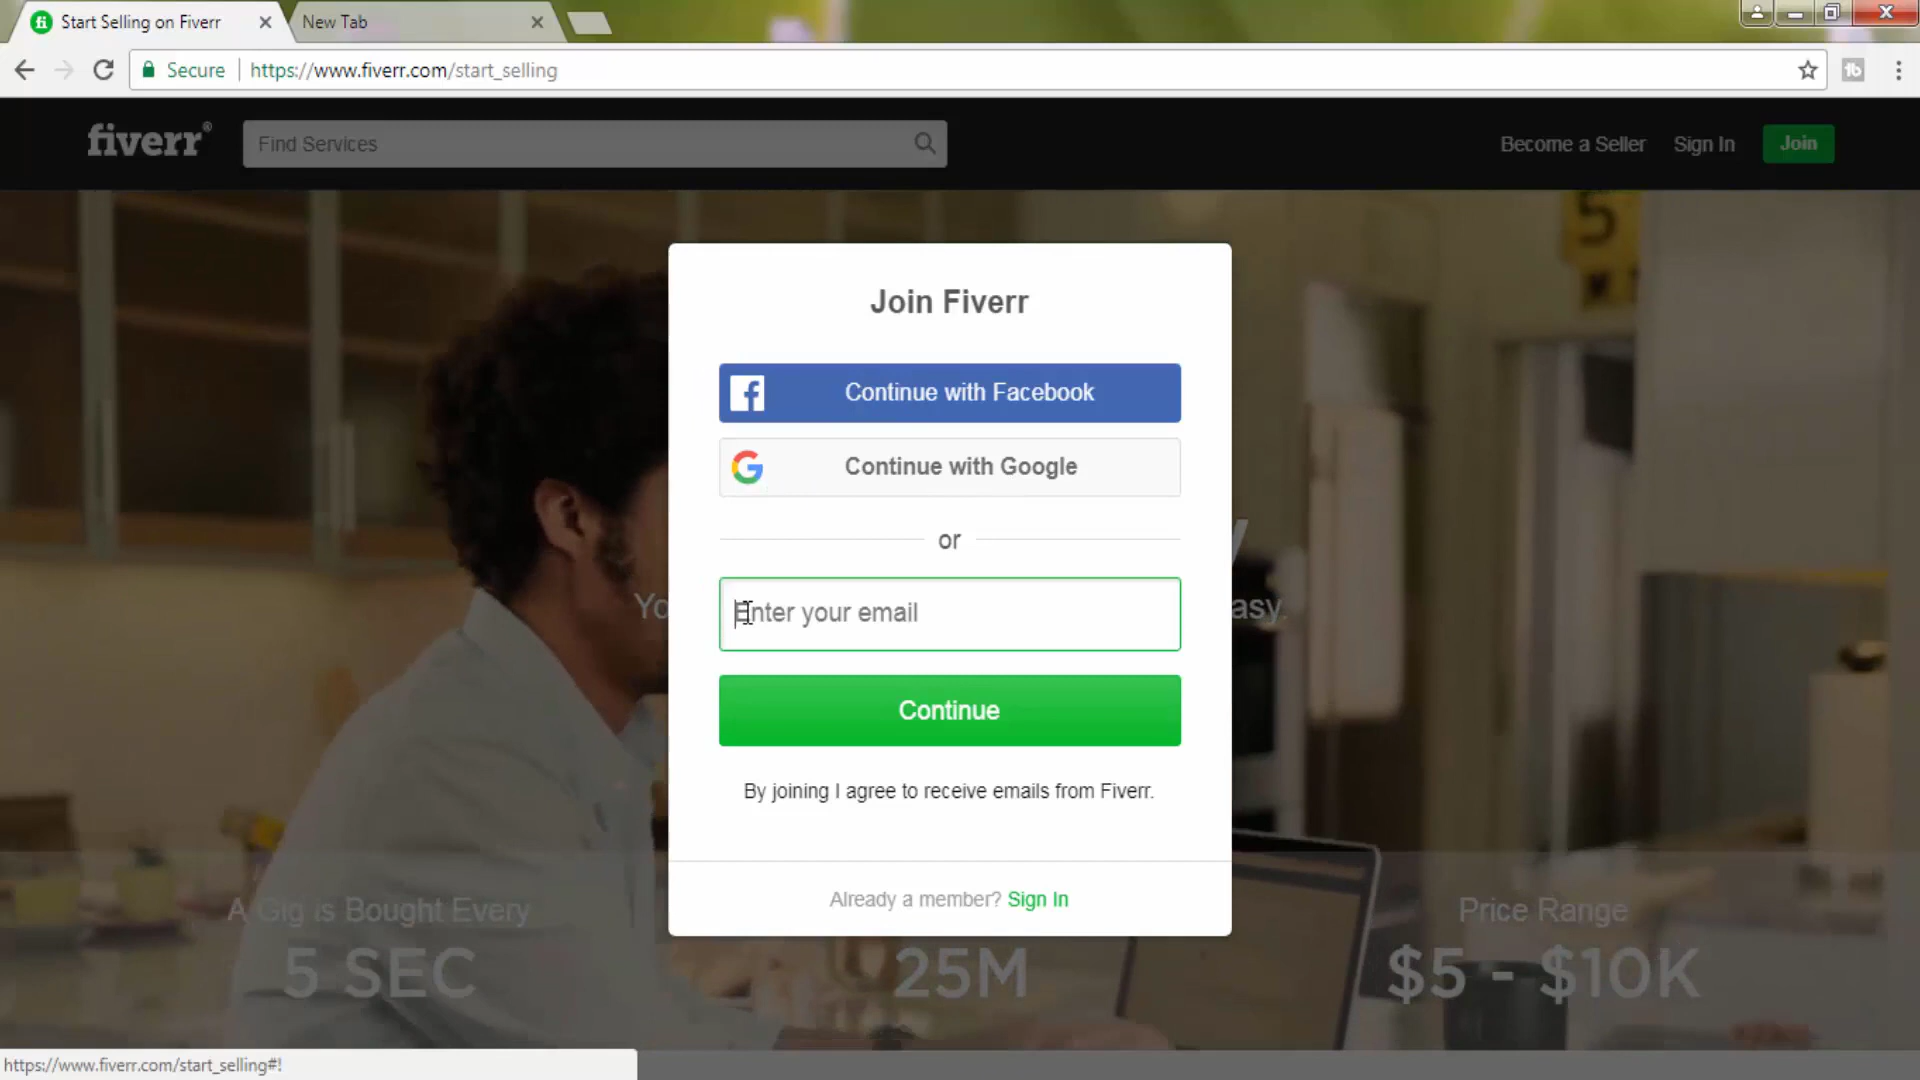 Start Selling on Fiverr
New Tab
Secure
https://www.fiverr.com/start_selling
fiverr®
Find Services
Become a Seller
Sign In
Join
5
Join Fiverr
Continue with Facebook
Continue with Google
or
Enter your email
Yo
asy.
Continue
By joining I agree to receive emails from Fiverr.
Already a member? Sign In
A Gig is Bought Every
5 SEC
25M
Price Range
$5 - $10K
https://www.fiverr.com/start_selling#!